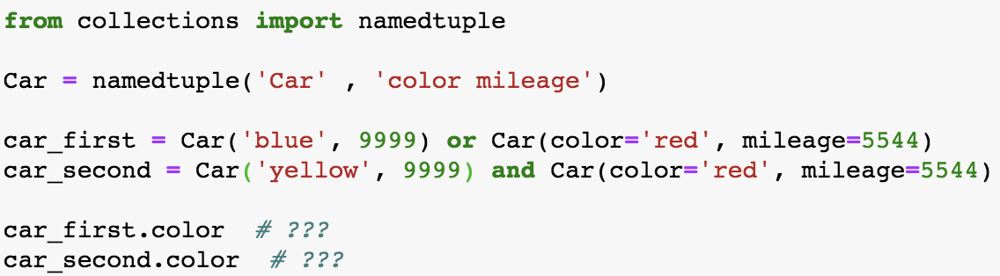 from collections import namedtuple
Car = namedtuple('Car' , 'color mileage')
car_first = Car('blue', 9999) or Car(color='red', mileage=5544)
car_second = Car('yellow', 9999) and Car(color='red', mileage=5544)
car_first.color  # ???
car_second.color  # ???